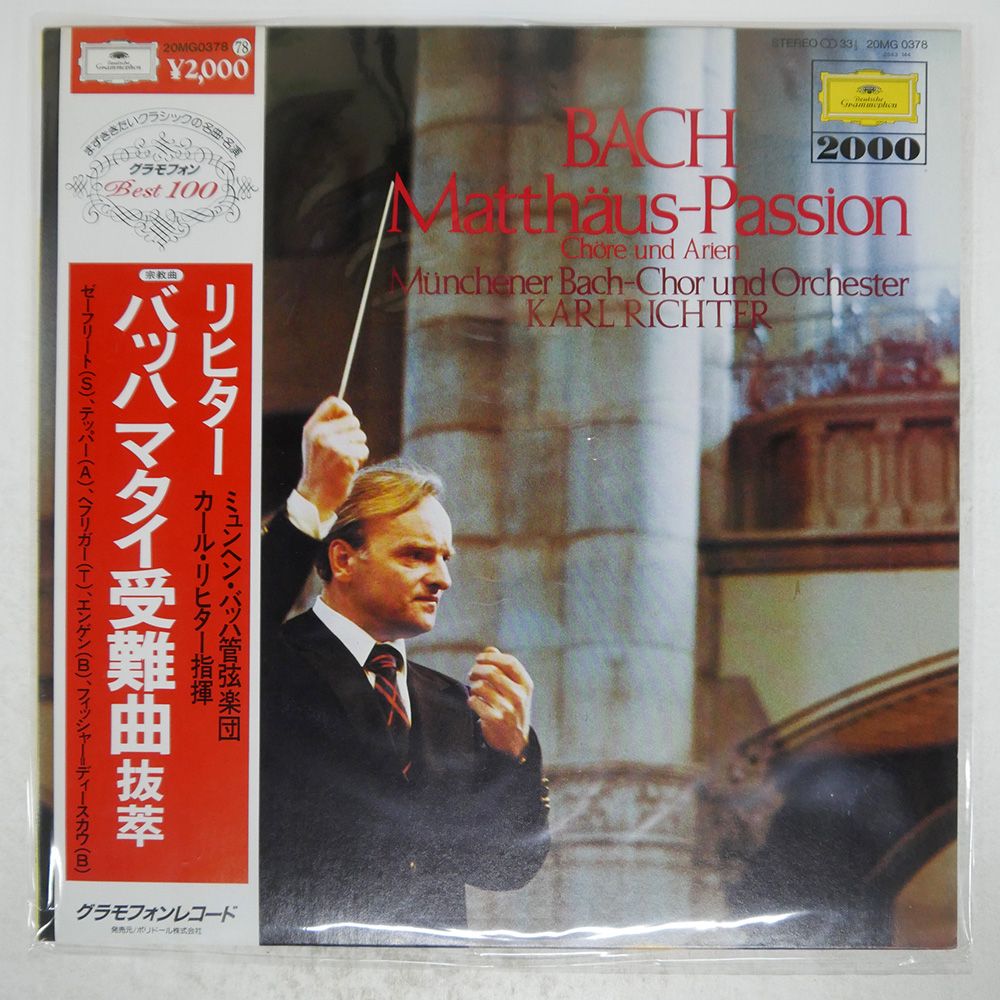 20MG0378 78
¥2,000
Deutsche
Grammophon
まずききたいクラシックの名曲・名演
グラモフォン
Best 100
宗教曲
リヒター
バッハ マタイ受難曲 抜萃
ミュンヘン・バッハ管弦楽団
カール・リヒター指揮
ゼーフリート(S)、テッパー(A)、ヘフリガー(T)、エンゲン(B)、フィッシャー=ディースカウ(B)
グラモフォンレコード
発売元/ポリドール株式会社
STEREO 33⅓ 20MG 0378
2543 144
Deutsche
Grammophon
2000
BACH
Matthäus-Passion
Chöre und Arien
Münchener Bach-Chor und Orchester
KARL RICHTER